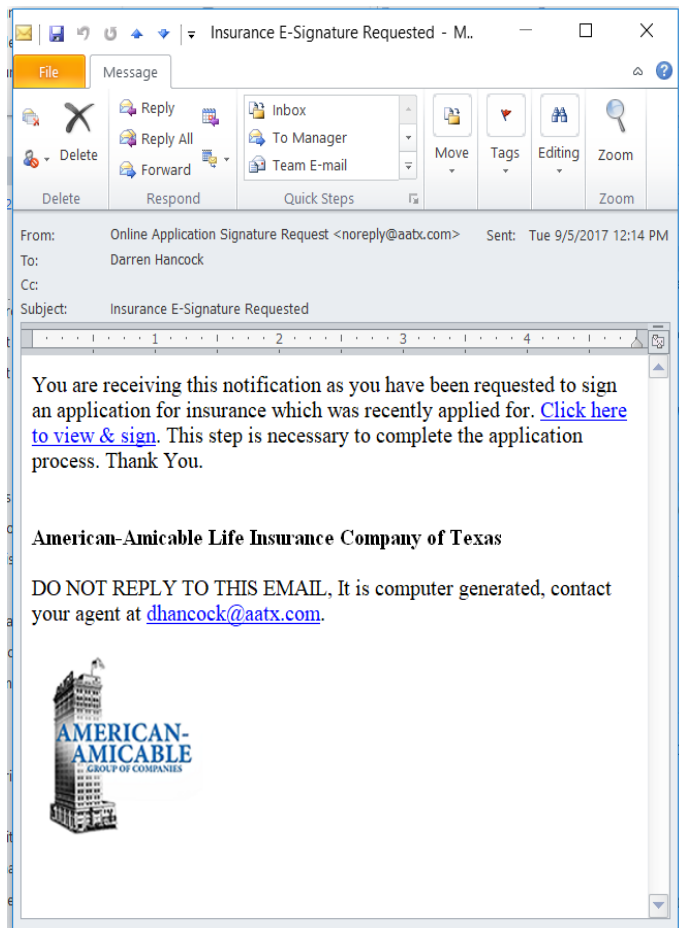 Insurance E-Signature Requested - M..
File Message
Reply
Reply All
Forward
Delete
Inbox
To Manager
Team E-mail
Move
Tags
Editing
Zoom
Delete Respond Quick Steps Zoom
From: Online Application Signature Request <noreply@aatx.com> Sent: Tue 9/5/2017 12:14 PM
To: Darren Hancock
Cc:
Subject: Insurance E-Signature Requested
1 2 3 4
You are receiving this notification as you have been requested to sign
an application for insurance which was recently applied for. Click here
to view & sign. This step is necessary to complete the application
process. Thank You.
American-Amicable Life Insurance Company of Texas
DO NOT REPLY TO THIS EMAIL, It is computer generated, contact
your agent at dhancock@aatx.com.
AMERICAN-
AMICABLE
GROUP OF COMPANIES